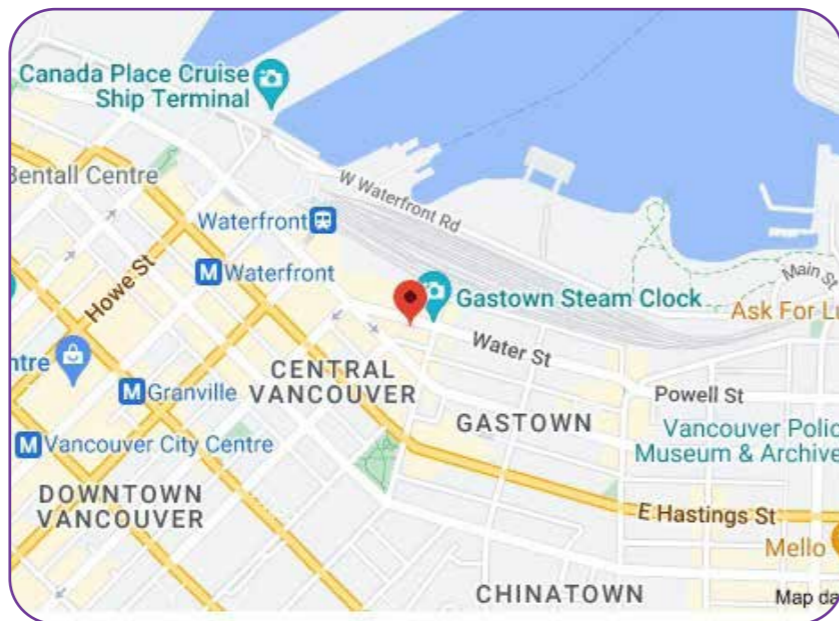 Canada Place Cruise
Ship Terminal
Bentall Centre
W Waterfront Rd
Waterfront
M Waterfront
Howe St
Main St
Gastown Steam Clock
Ask For Lu
Water St
ntre
CENTRAL
VANCOUVER
M Granville
Powell St
GASTOWN
M Vancouver City Centre
Vancouver Polic
Museum & Archive
DOWNTOWN
VANCOUVER
E Hastings St
Mello
CHINATOWN
Map da